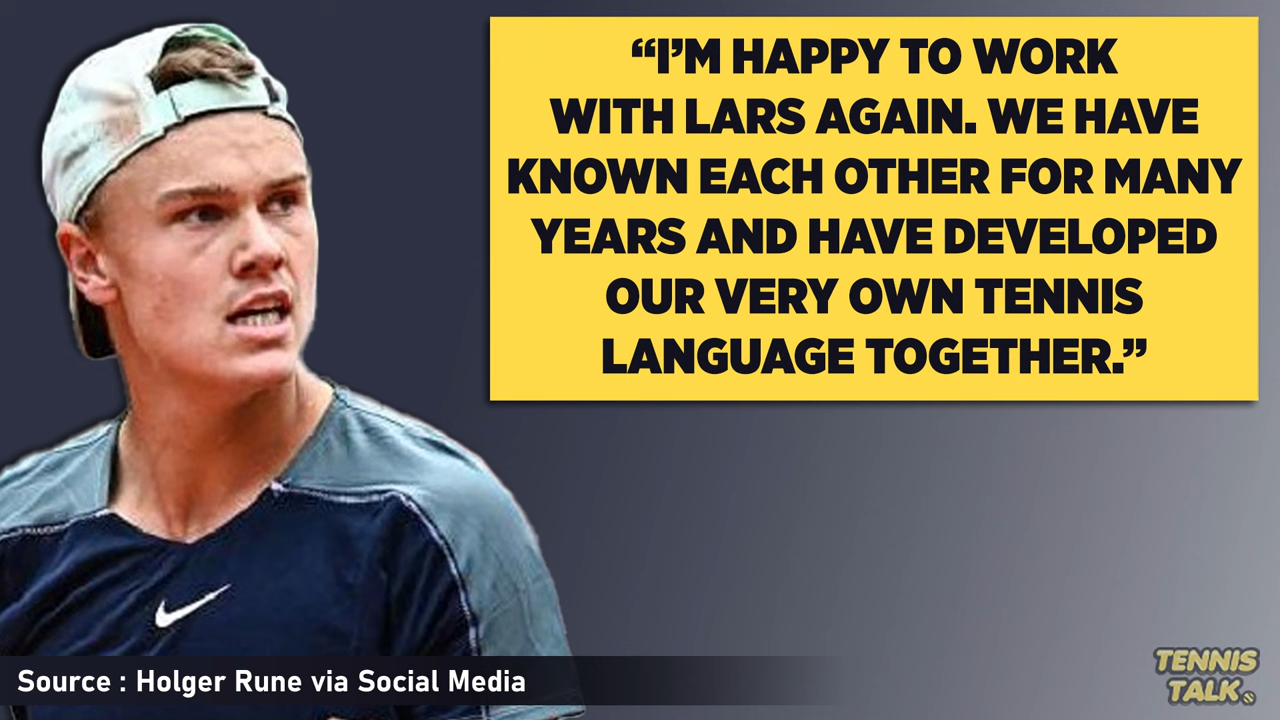 “I’M HAPPY TO WORK
WITH LARS AGAIN. WE HAVE
KNOWN EACH OTHER FOR MANY
YEARS AND HAVE DEVELOPED
OUR VERY OWN TENNIS
LANGUAGE TOGETHER.”
Source : Holger Rune via Social Media
TENNIS
TALK